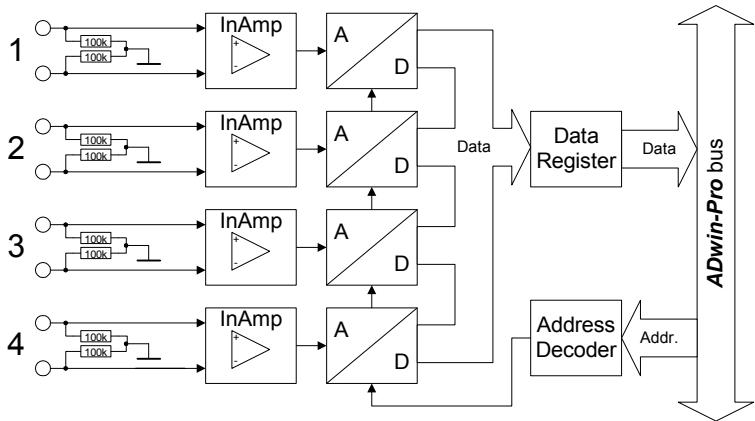 1
100k
100k
InAmp
+
-
A
D
2
100k
100k
InAmp
+
-
A
D
3
100k
100k
InAmp
+
-
A
D
4
100k
100k
InAmp
+
-
A
D
Data
Data
Register
Data
Address
Decoder
Addr.
ADwin-Pro bus